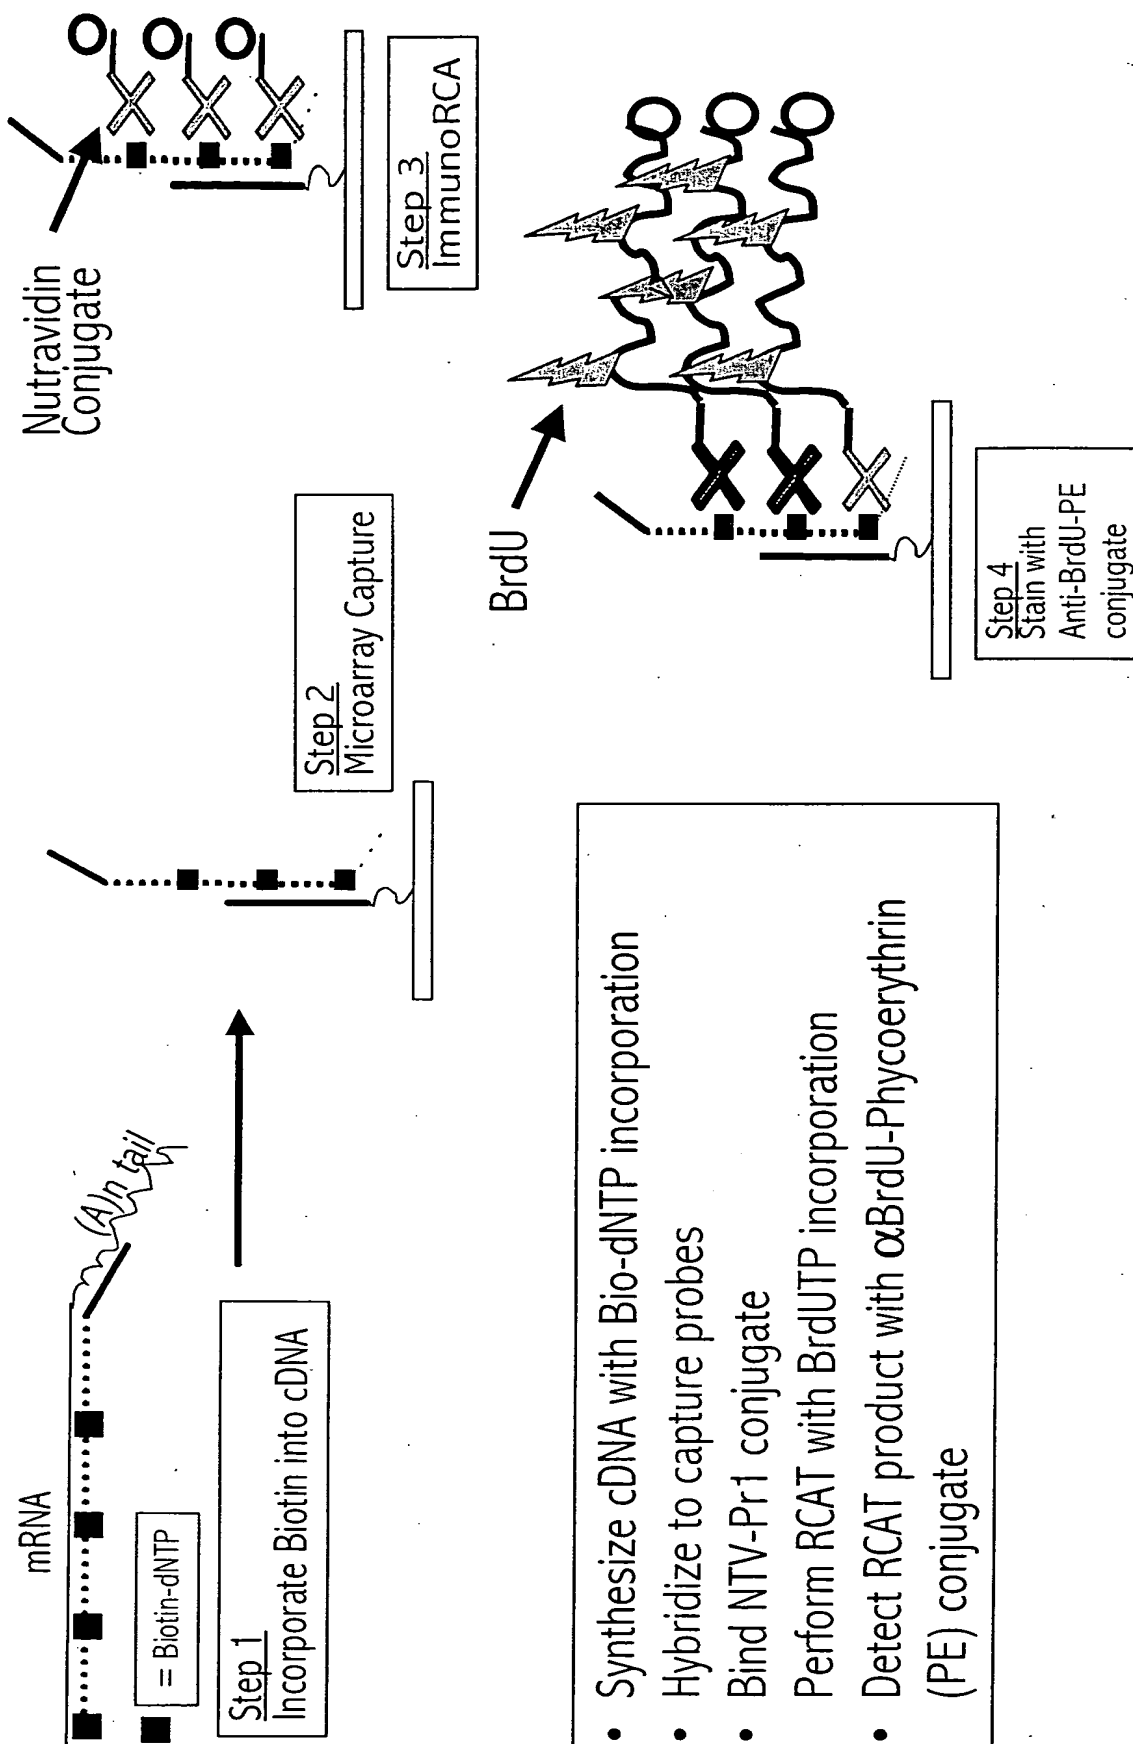 mRNA
(A)n tail
= Biotin-dNTP
Step 1
Incorporate Biotin into cDNA
Step 2
Microarray Capture
Nutravidin
Conjugate
Step 3
ImmunoRCA
BrdU
Step 4
Stain with
Anti-BrdU-PE
conjugate
• Synthesize cDNA with Bio-dNTP incorporation
• Hybridize to capture probes
• Bind NTV-Pr1 conjugate
Perform RCAT with BrdUTP incorporation
• Detect RCAT product with αBrdU-Phycoerythrin
(PE) conjugate